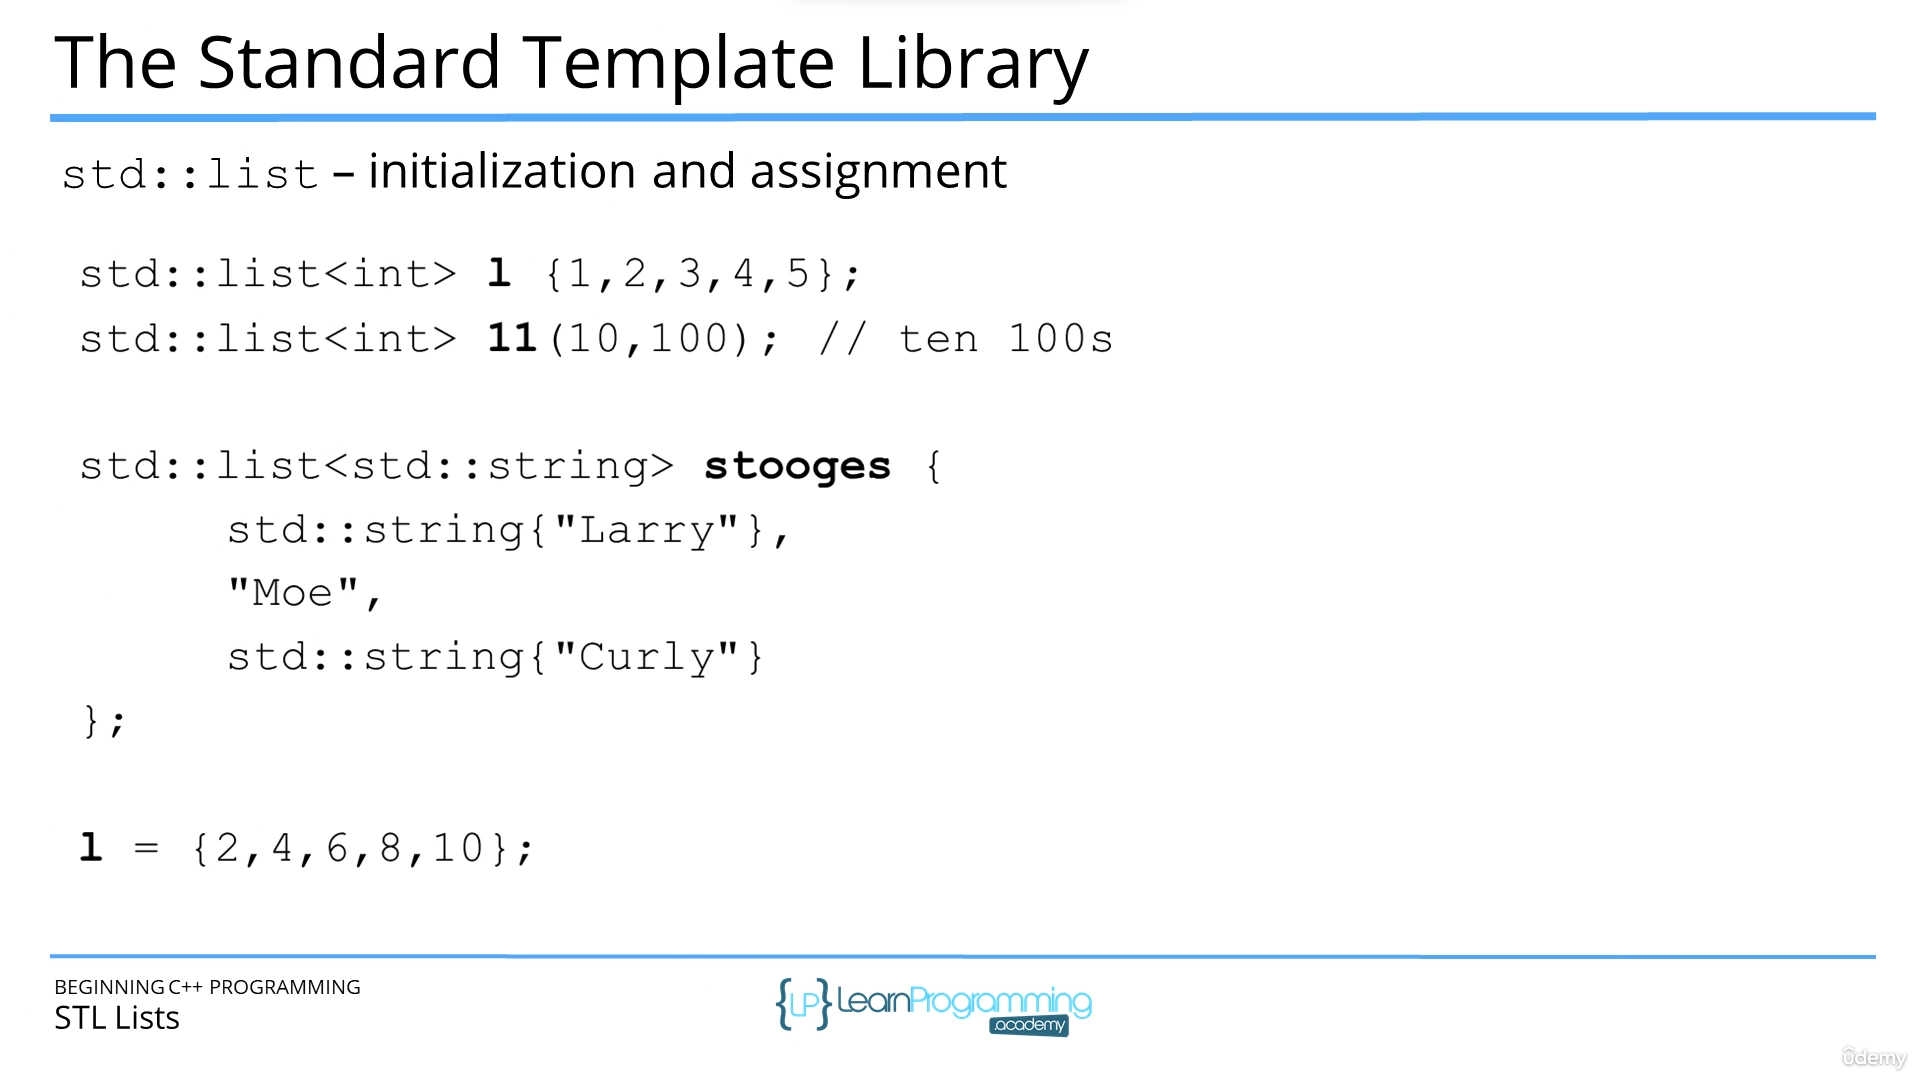 The Standard Template Library
std::list – initialization and assignment
std::list<int> l {1,2,3,4,5};
std::list<int> l1(10,100); // ten 100s
std::list<std::string> stooges {
std::string{"Larry"},
"Moe",
std::string{"Curly"}
};
l = {2,4,6,8,10};
BEGINNING C++ PROGRAMMING
STL Lists
{LP} LearnProgramming
.academy
ûdemy